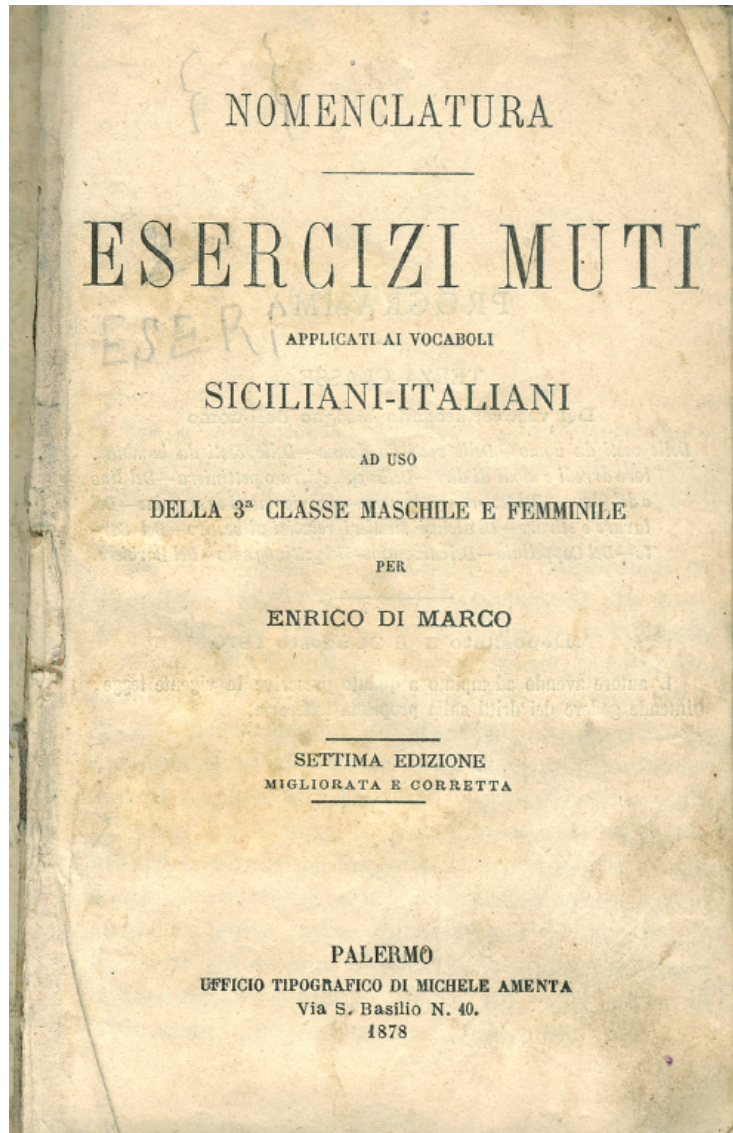 NOMENCLATURA
ESERCIZI MUTI
ESERI
APPLICATI AI VOCABOLI
SICILIANI-ITALIANI
AD USO
DELLA 3ª CLASSE MASCHILE E FEMMINILE
PER
ENRICO DI MARCO
SETTIMA EDIZIONE
MIGLIORATA E CORRETTA
PALERMO
UFFICIO TIPOGRAFICO DI MICHELE AMENTA
Via S. Basilio N. 40.
1878